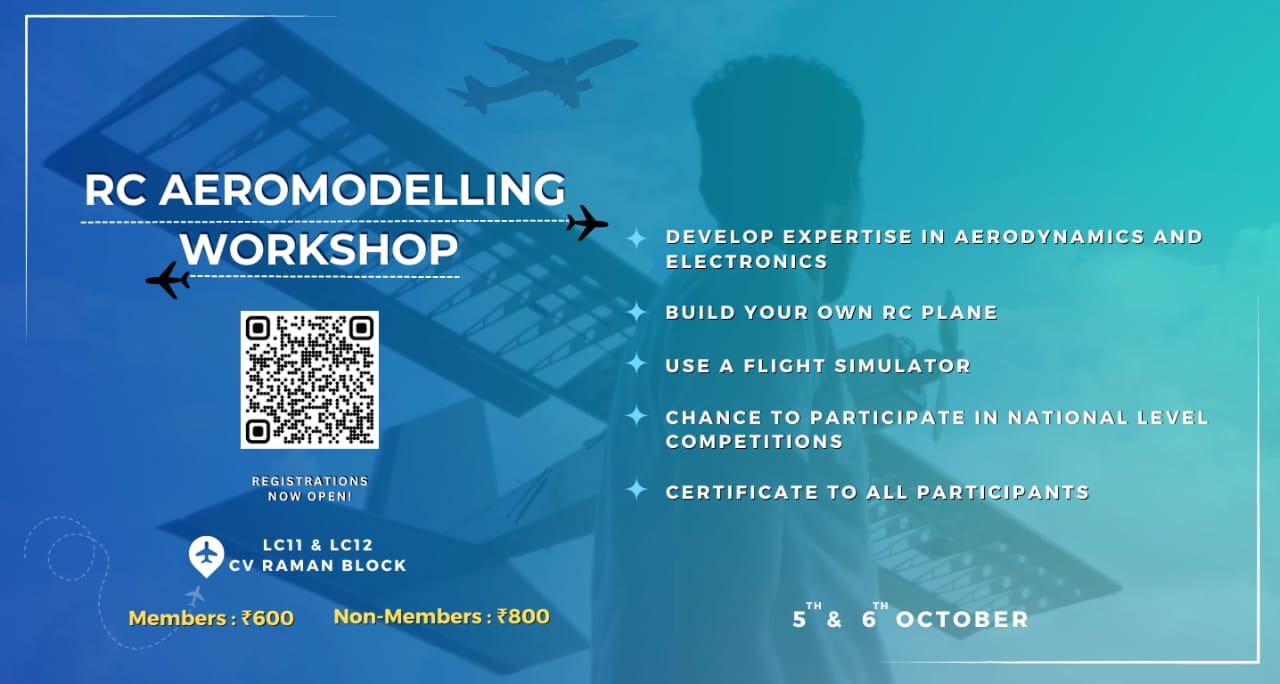 RC AEROMODELLING
WORKSHOP
REGISTRATIONS
NOW OPEN!
LC11 & LC12
CV RAMAN BLOCK
Members : ₹600
Non-Members : ₹800
DEVELOP EXPERTISE IN AERODYNAMICS AND
ELECTRONICS
BUILD YOUR OWN RC PLANE
USE A FLIGHT SIMULATOR
CHANCE TO PARTICIPATE IN NATIONAL LEVEL
COMPETITIONS
CERTIFICATE TO ALL PARTICIPANTS
5TH & 6TH OCTOBER